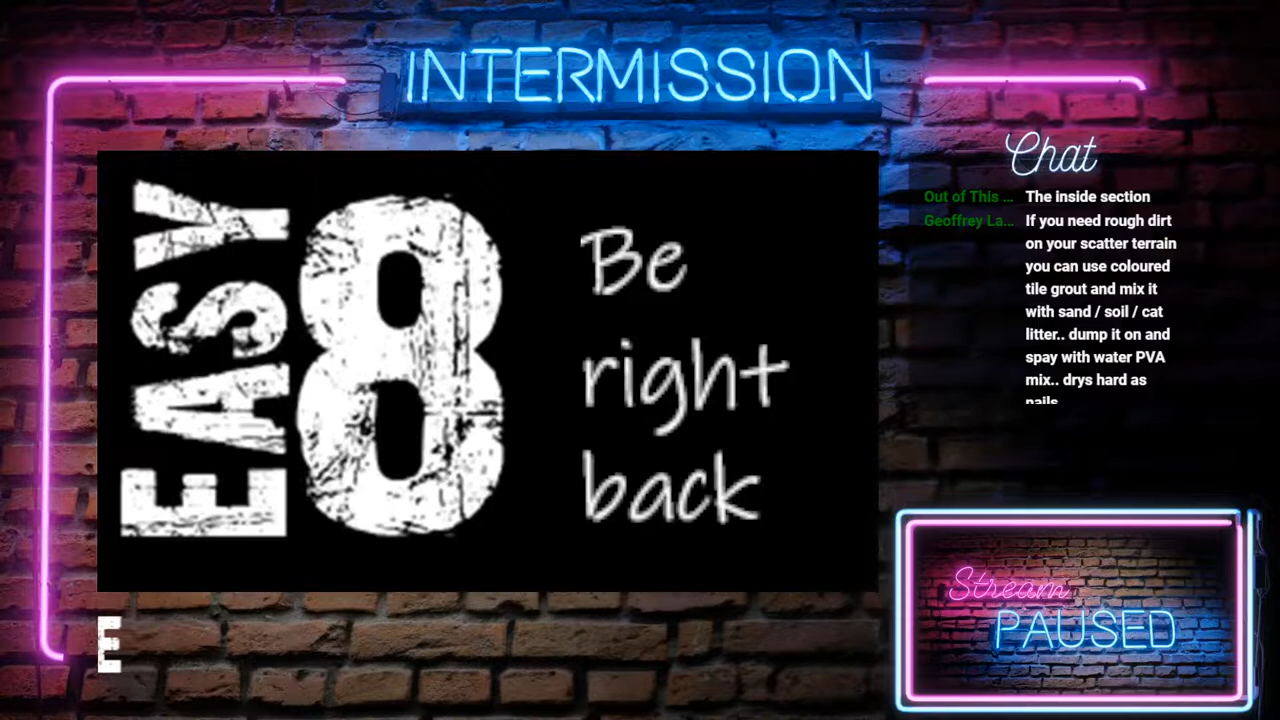 INTERMISSION
EASY
8
Be
right
back
Chat
Out of This ... The inside section
Geoffrey La... If you need rough dirt
on your scatter terrain
you can use coloured
tile grout and mix it
with sand / soil / cat
litter.. dump it on and
spay with water PVA
mix.. drys hard as
nails
Stream
PAUSED
E